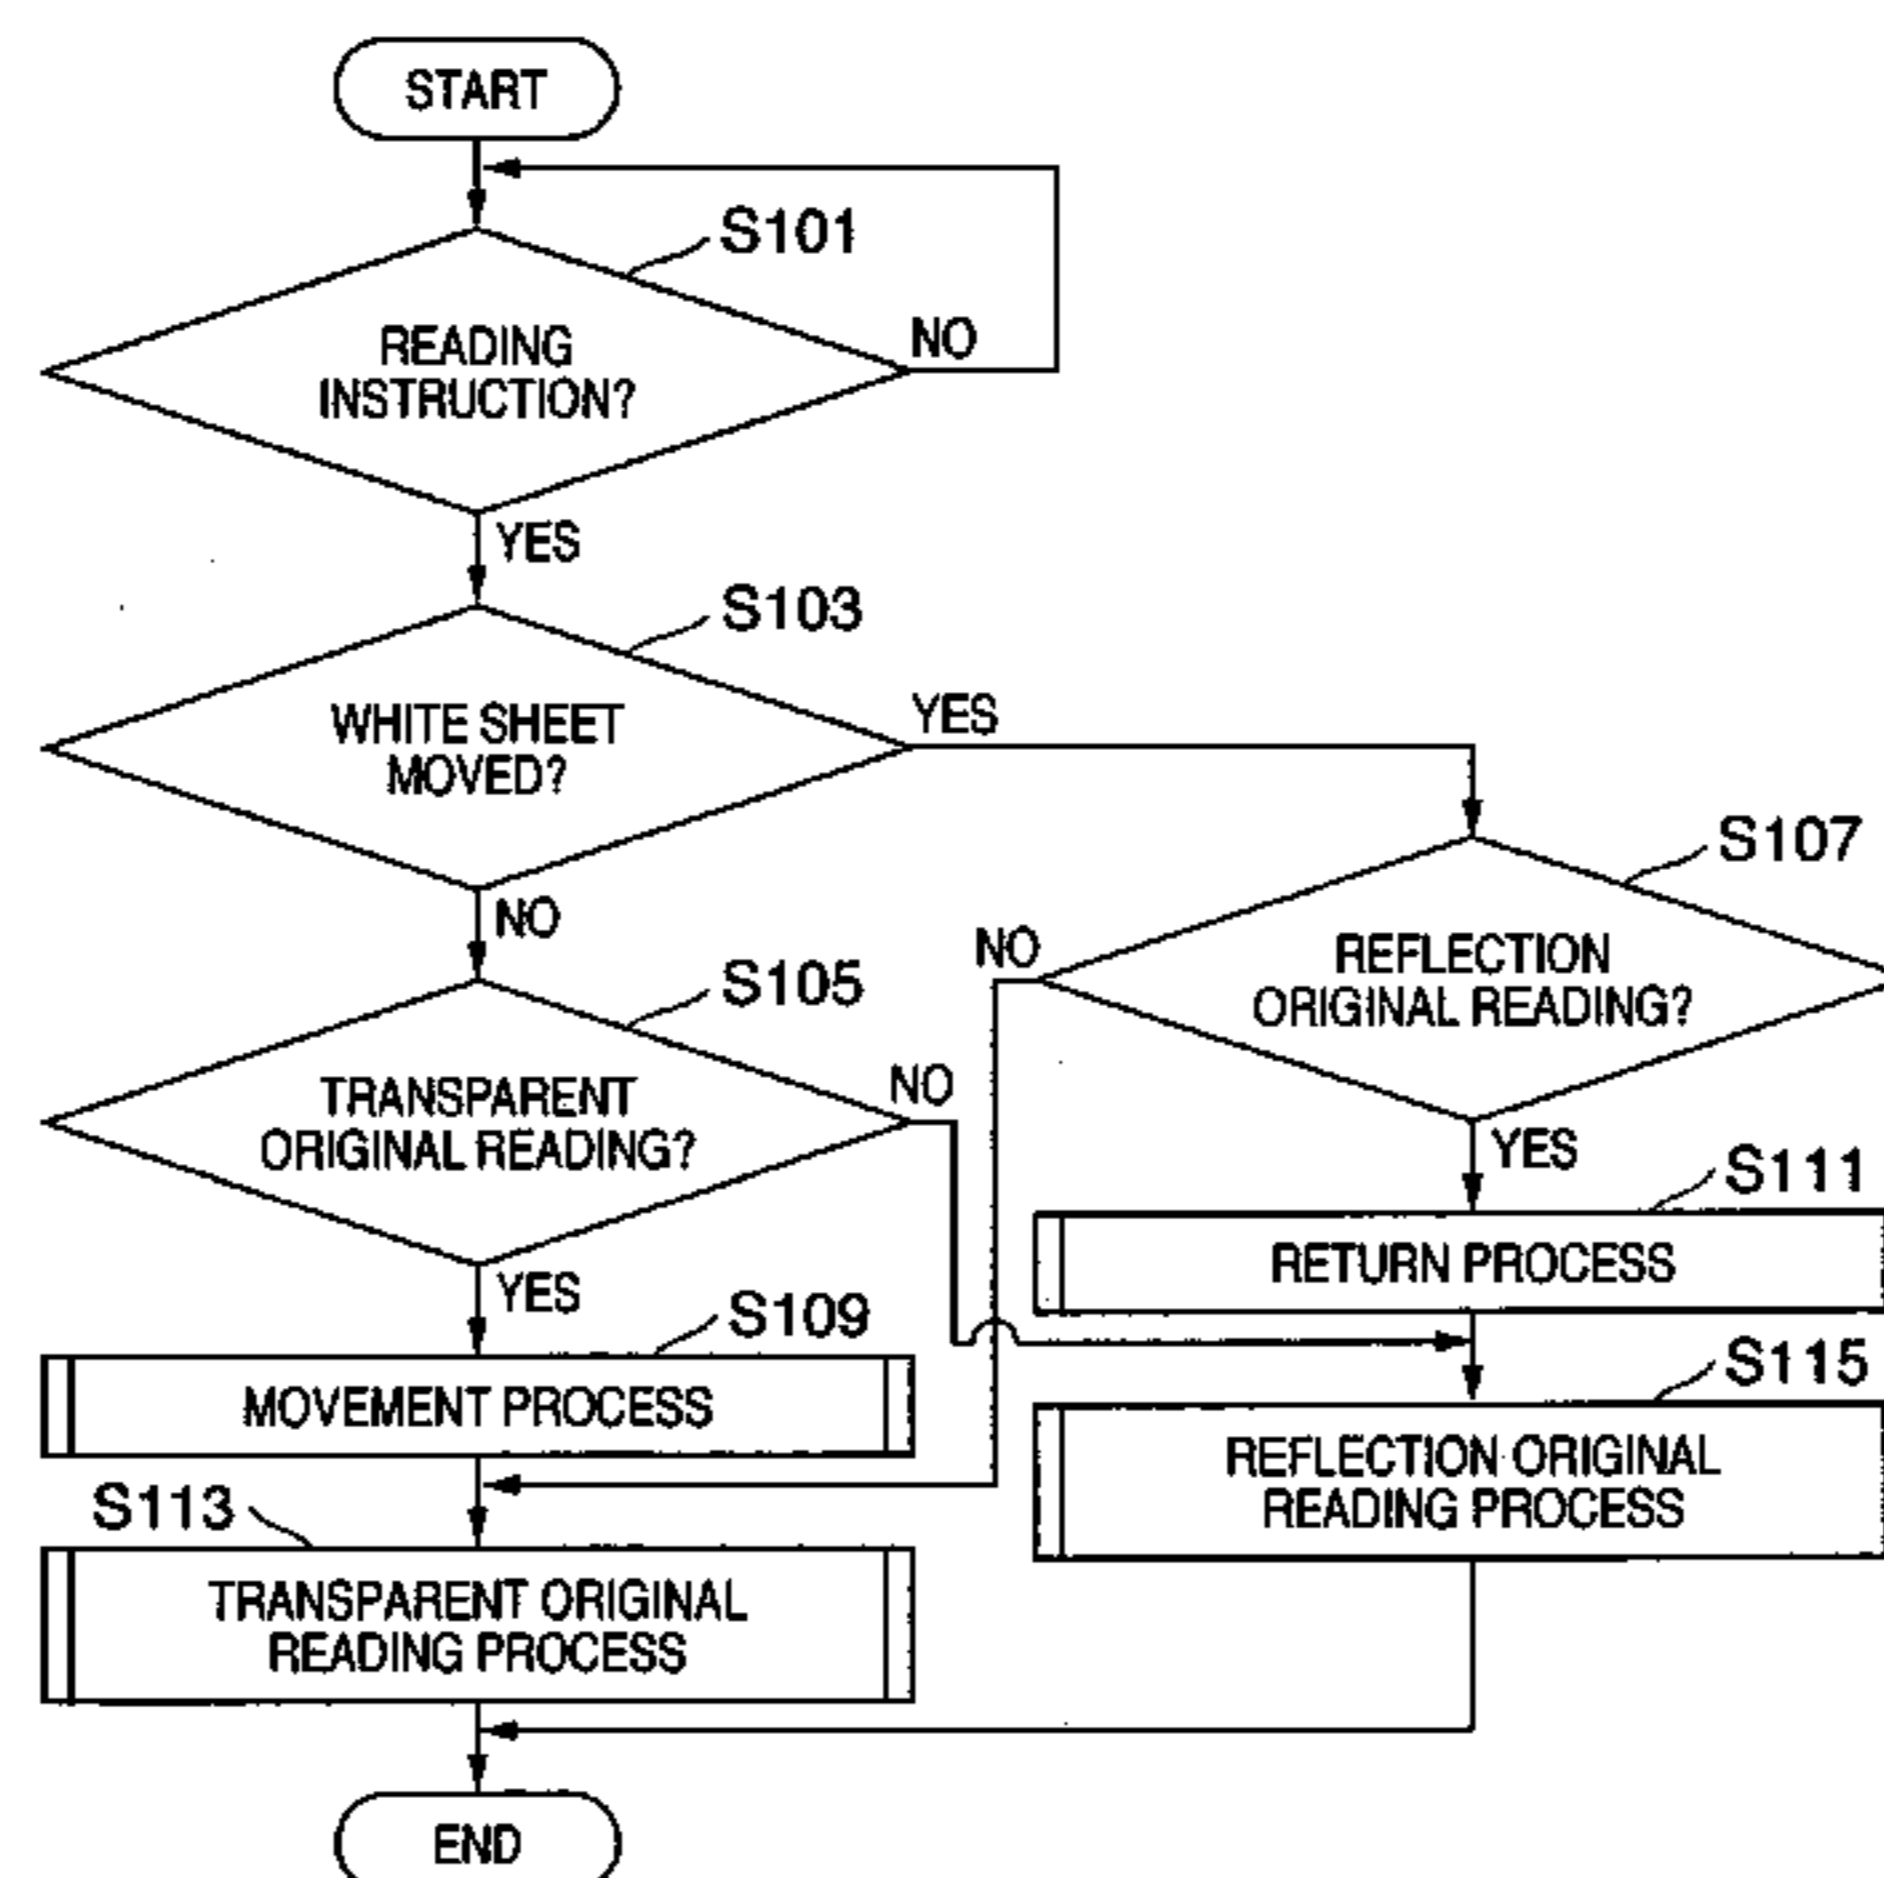 START
S101
READING
INSTRUCTION?
NO
YES
S103
WHITE SHEET
MOVED?
YES
NO
S107
REFLECTION
ORIGINAL READING?
NO
YES
S105
TRANSPARENT
ORIGINAL READING?
NO
YES
S111
RETURN PROCESS
S109
MOVEMENT PROCESS
S115
REFLECTION ORIGINAL
READING PROCESS
S113
TRANSPARENT ORIGINAL
READING PROCESS
END